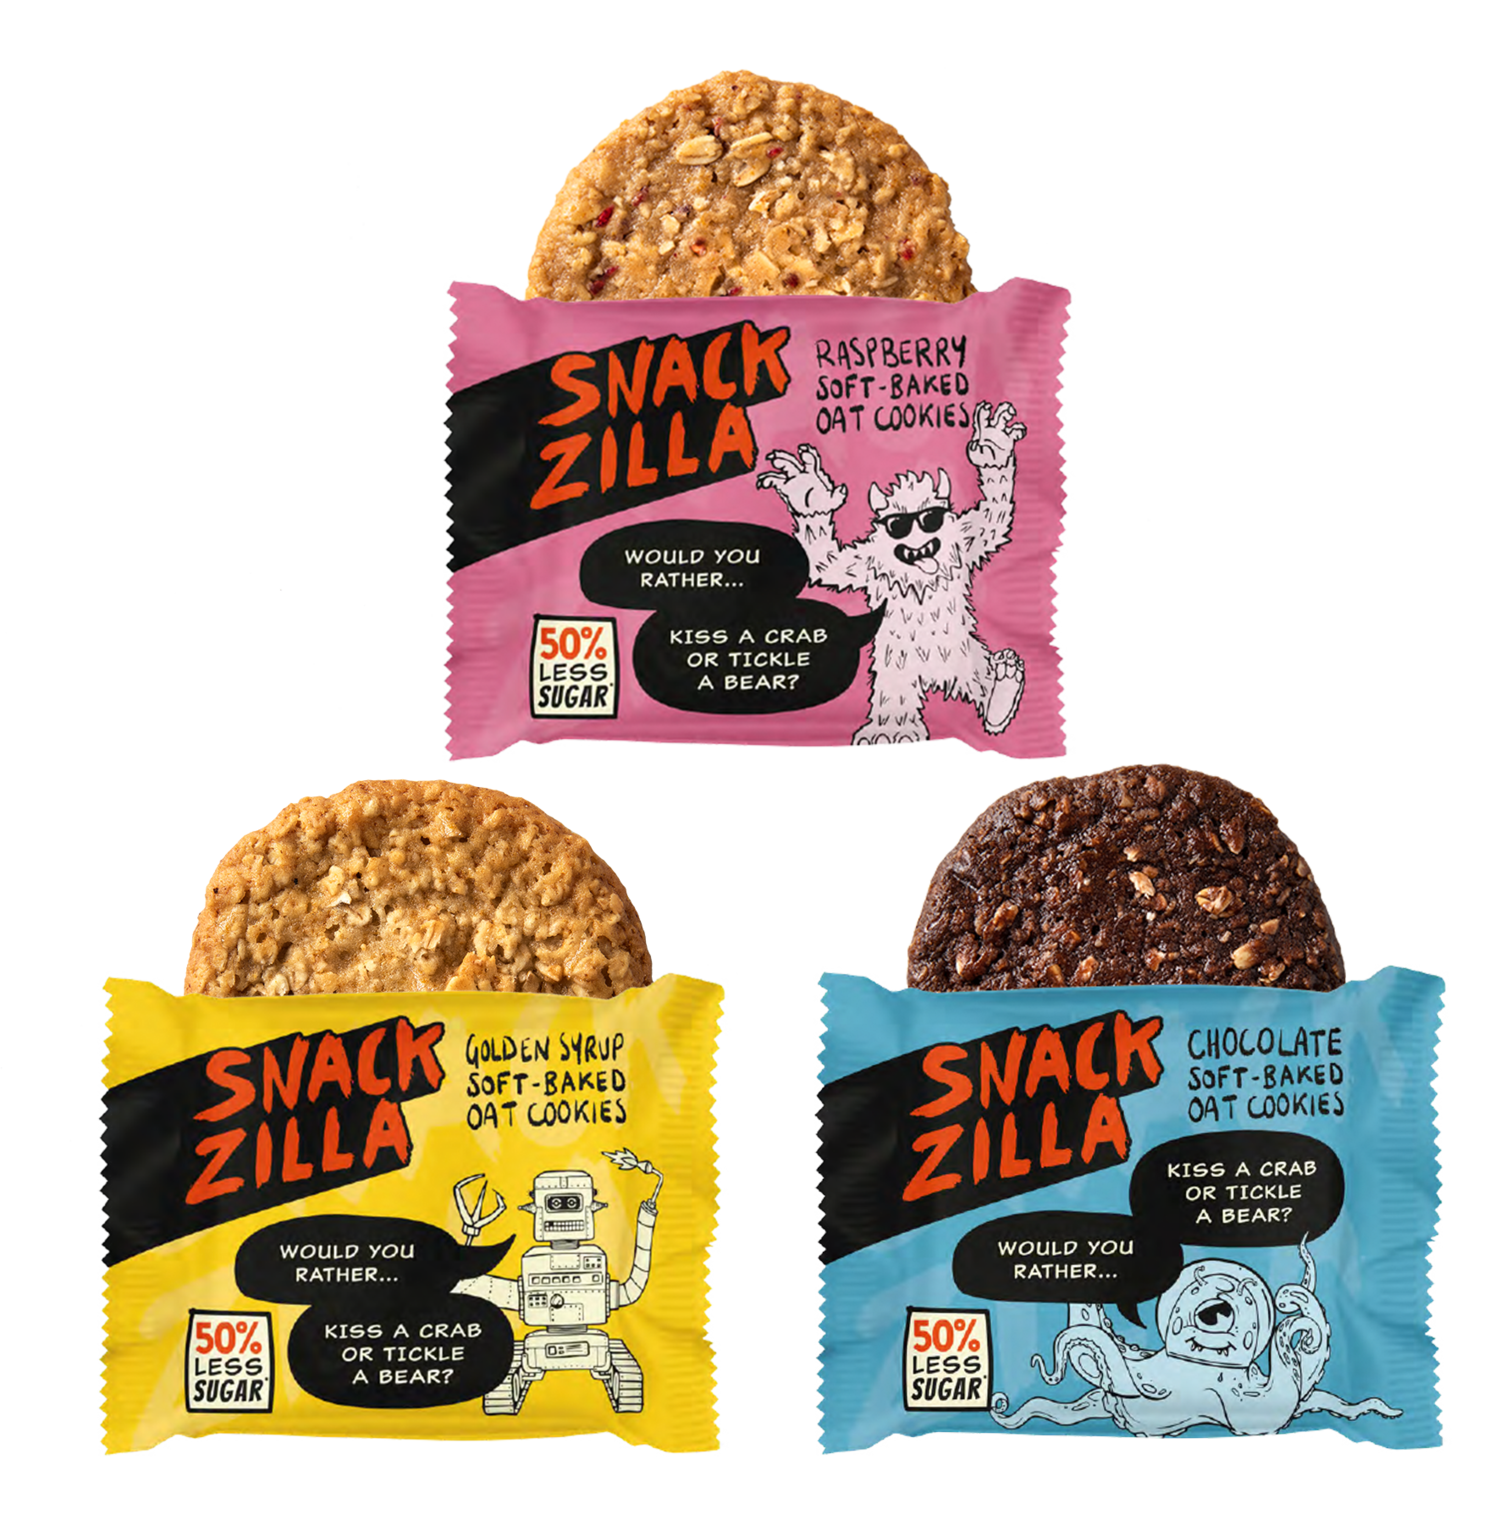 SNACK
ZILLA
RASPBERRY
SOFT-BAKED
OAT COOKIES
WOULD YOU
RATHER...
KISS A CRAB
OR TICKLE
A BEAR?
50%
LESS
SUGAR*
SNACK
ZILLA
GOLDEN SYRUP
SOFT-BAKED
OAT COOKIES
WOULD YOU
RATHER...
KISS A CRAB
OR TICKLE
A BEAR?
50%
LESS
SUGAR*
SNACK
ZILLA
CHOCOLATE
SOFT-BAKED
OAT COOKIES
KISS A CRAB
OR TICKLE
A BEAR?
WOULD YOU
RATHER...
50%
LESS
SUGAR*